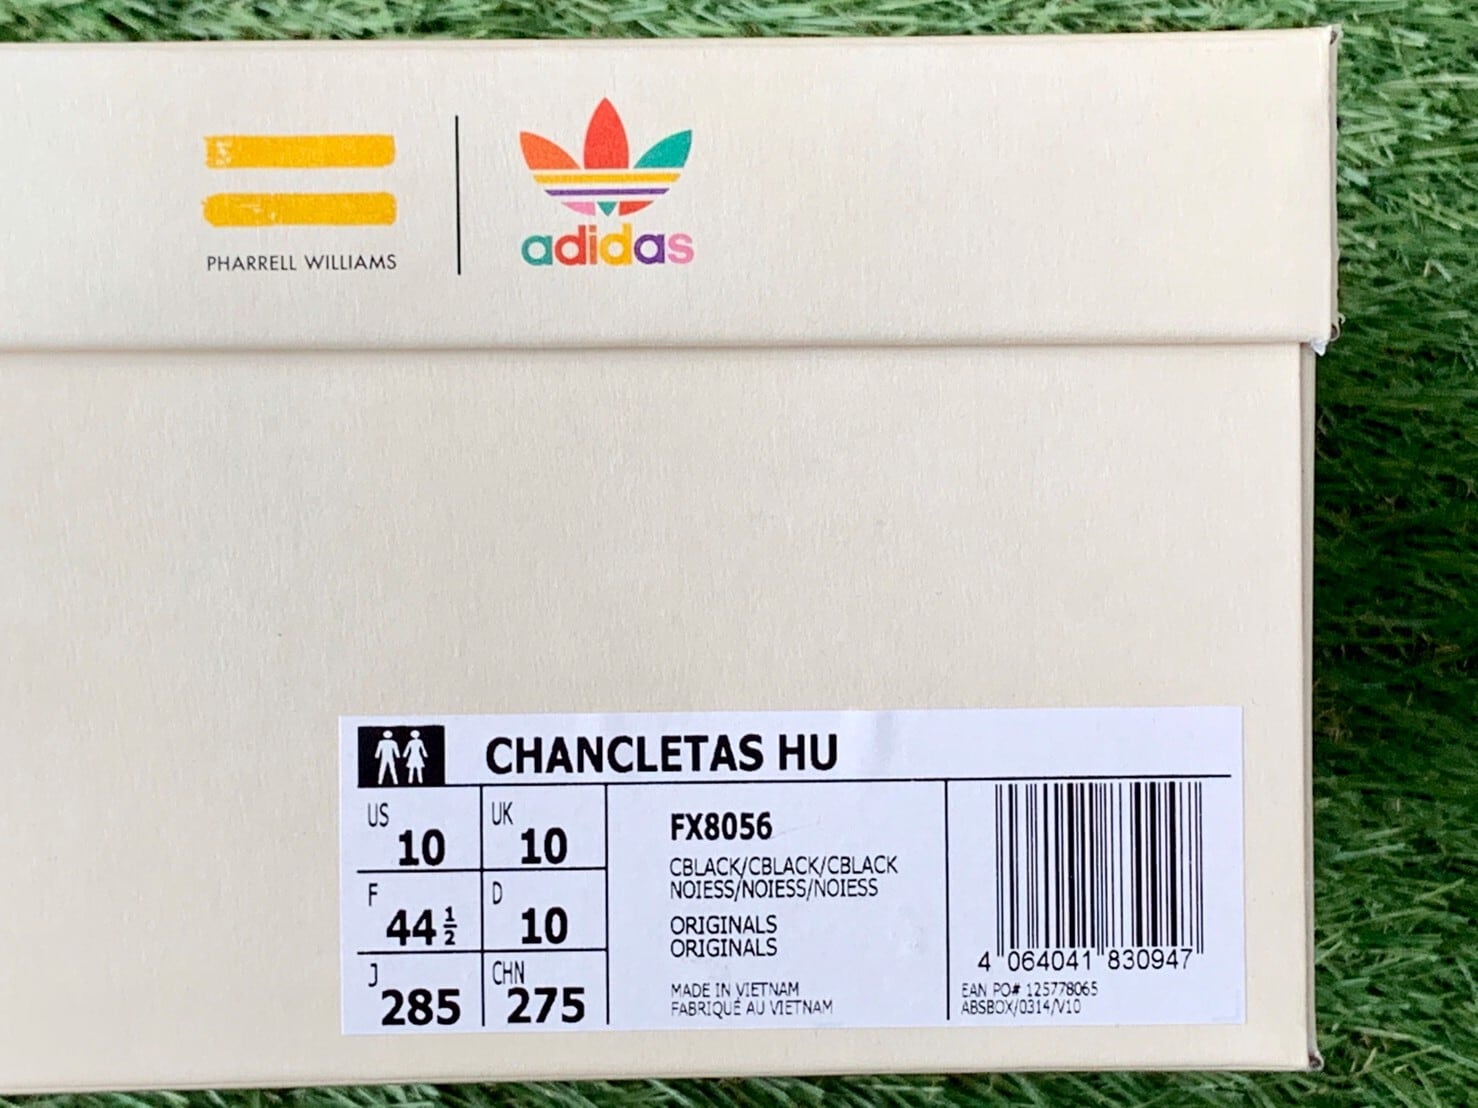 PHARRELL WILLIAMS
adidas
CHANCLETAS HU
US 10
UK 10
F 44½
D 10
J 285
CHN 275
FX8056
CBLACK/CBLACK/CBLACK
NOIESS/NOIESS/NOIESS
ORIGINALS
ORIGINALS
MADE IN VIETNAM
FABRIQUÉ AU VIETNAM
4 064041 830947
EAN PO# 125778065
ABSBOX/0314/V10